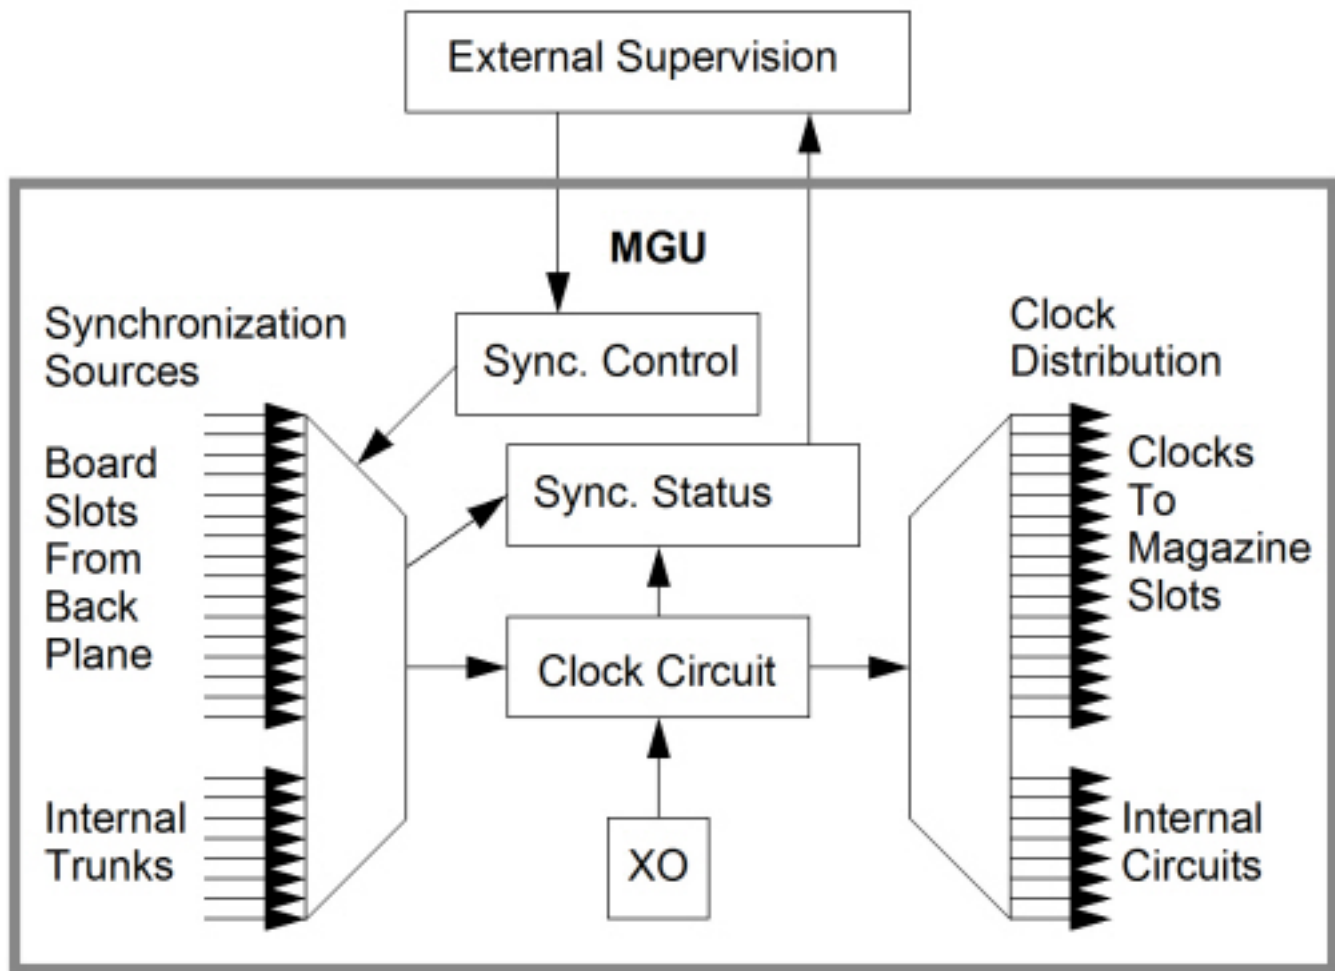 External Supervision
MGU
Synchronization
Sources
Clock
Distribution
Sync. Control
Board
Slots
From
Back
Plane
Sync. Status
Clocks
To
Magazine
Slots
Clock Circuit
Internal
Trunks
XO
Internal
Circuits